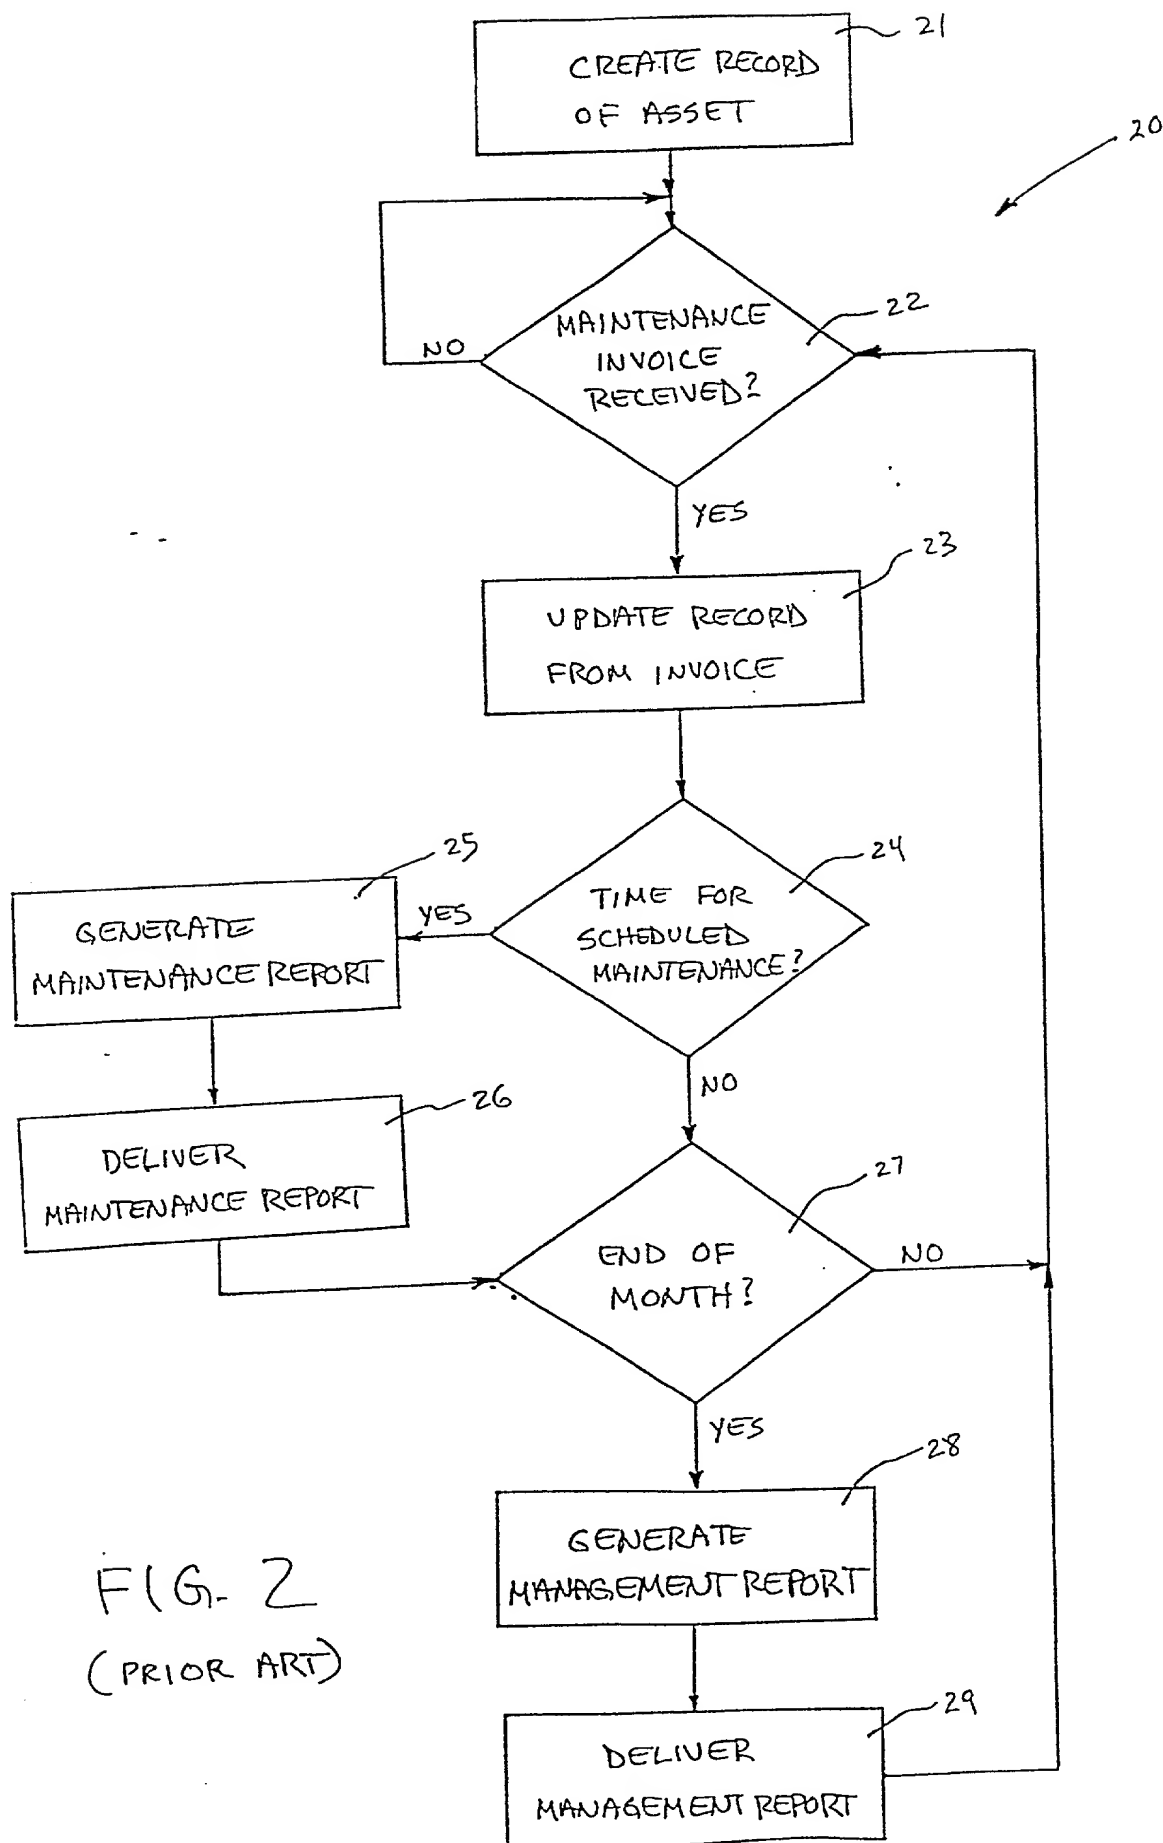 21
CREATE RECORD
OF ASSET
20
22
MAINTENANCE
INVOICE
RECEIVED?
NO
YES
23
UPDATE RECORD
FROM INVOICE
24
TIME FOR
SCHEDULED
MAINTENANCE?
YES
25
GENERATE
MAINTENANCE REPORT
NO
26
DELIVER
MAINTENANCE REPORT
27
END OF
MONTH?
NO
YES
28
GENERATE
MANAGEMENT REPORT
29
DELIVER
MANAGEMENT REPORT
FIG. 2
(PRIOR ART)